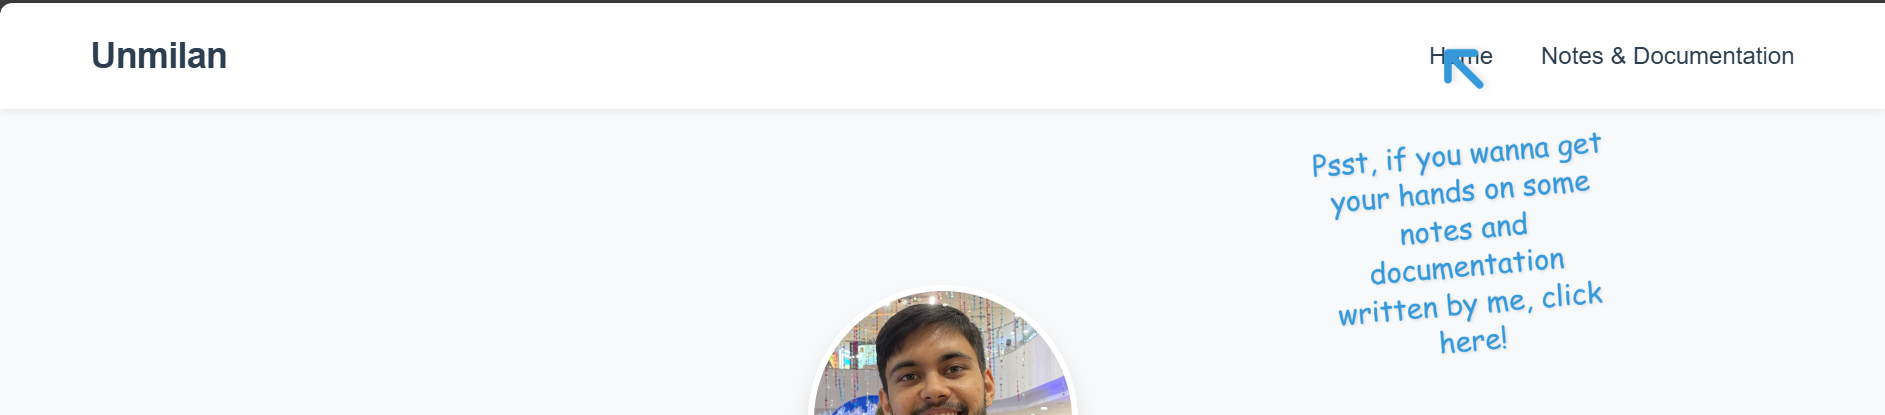 Unmilan
Home
Notes & Documentation
Psst, if you wanna get
your hands on some
notes and
documentation
written by me, click
here!